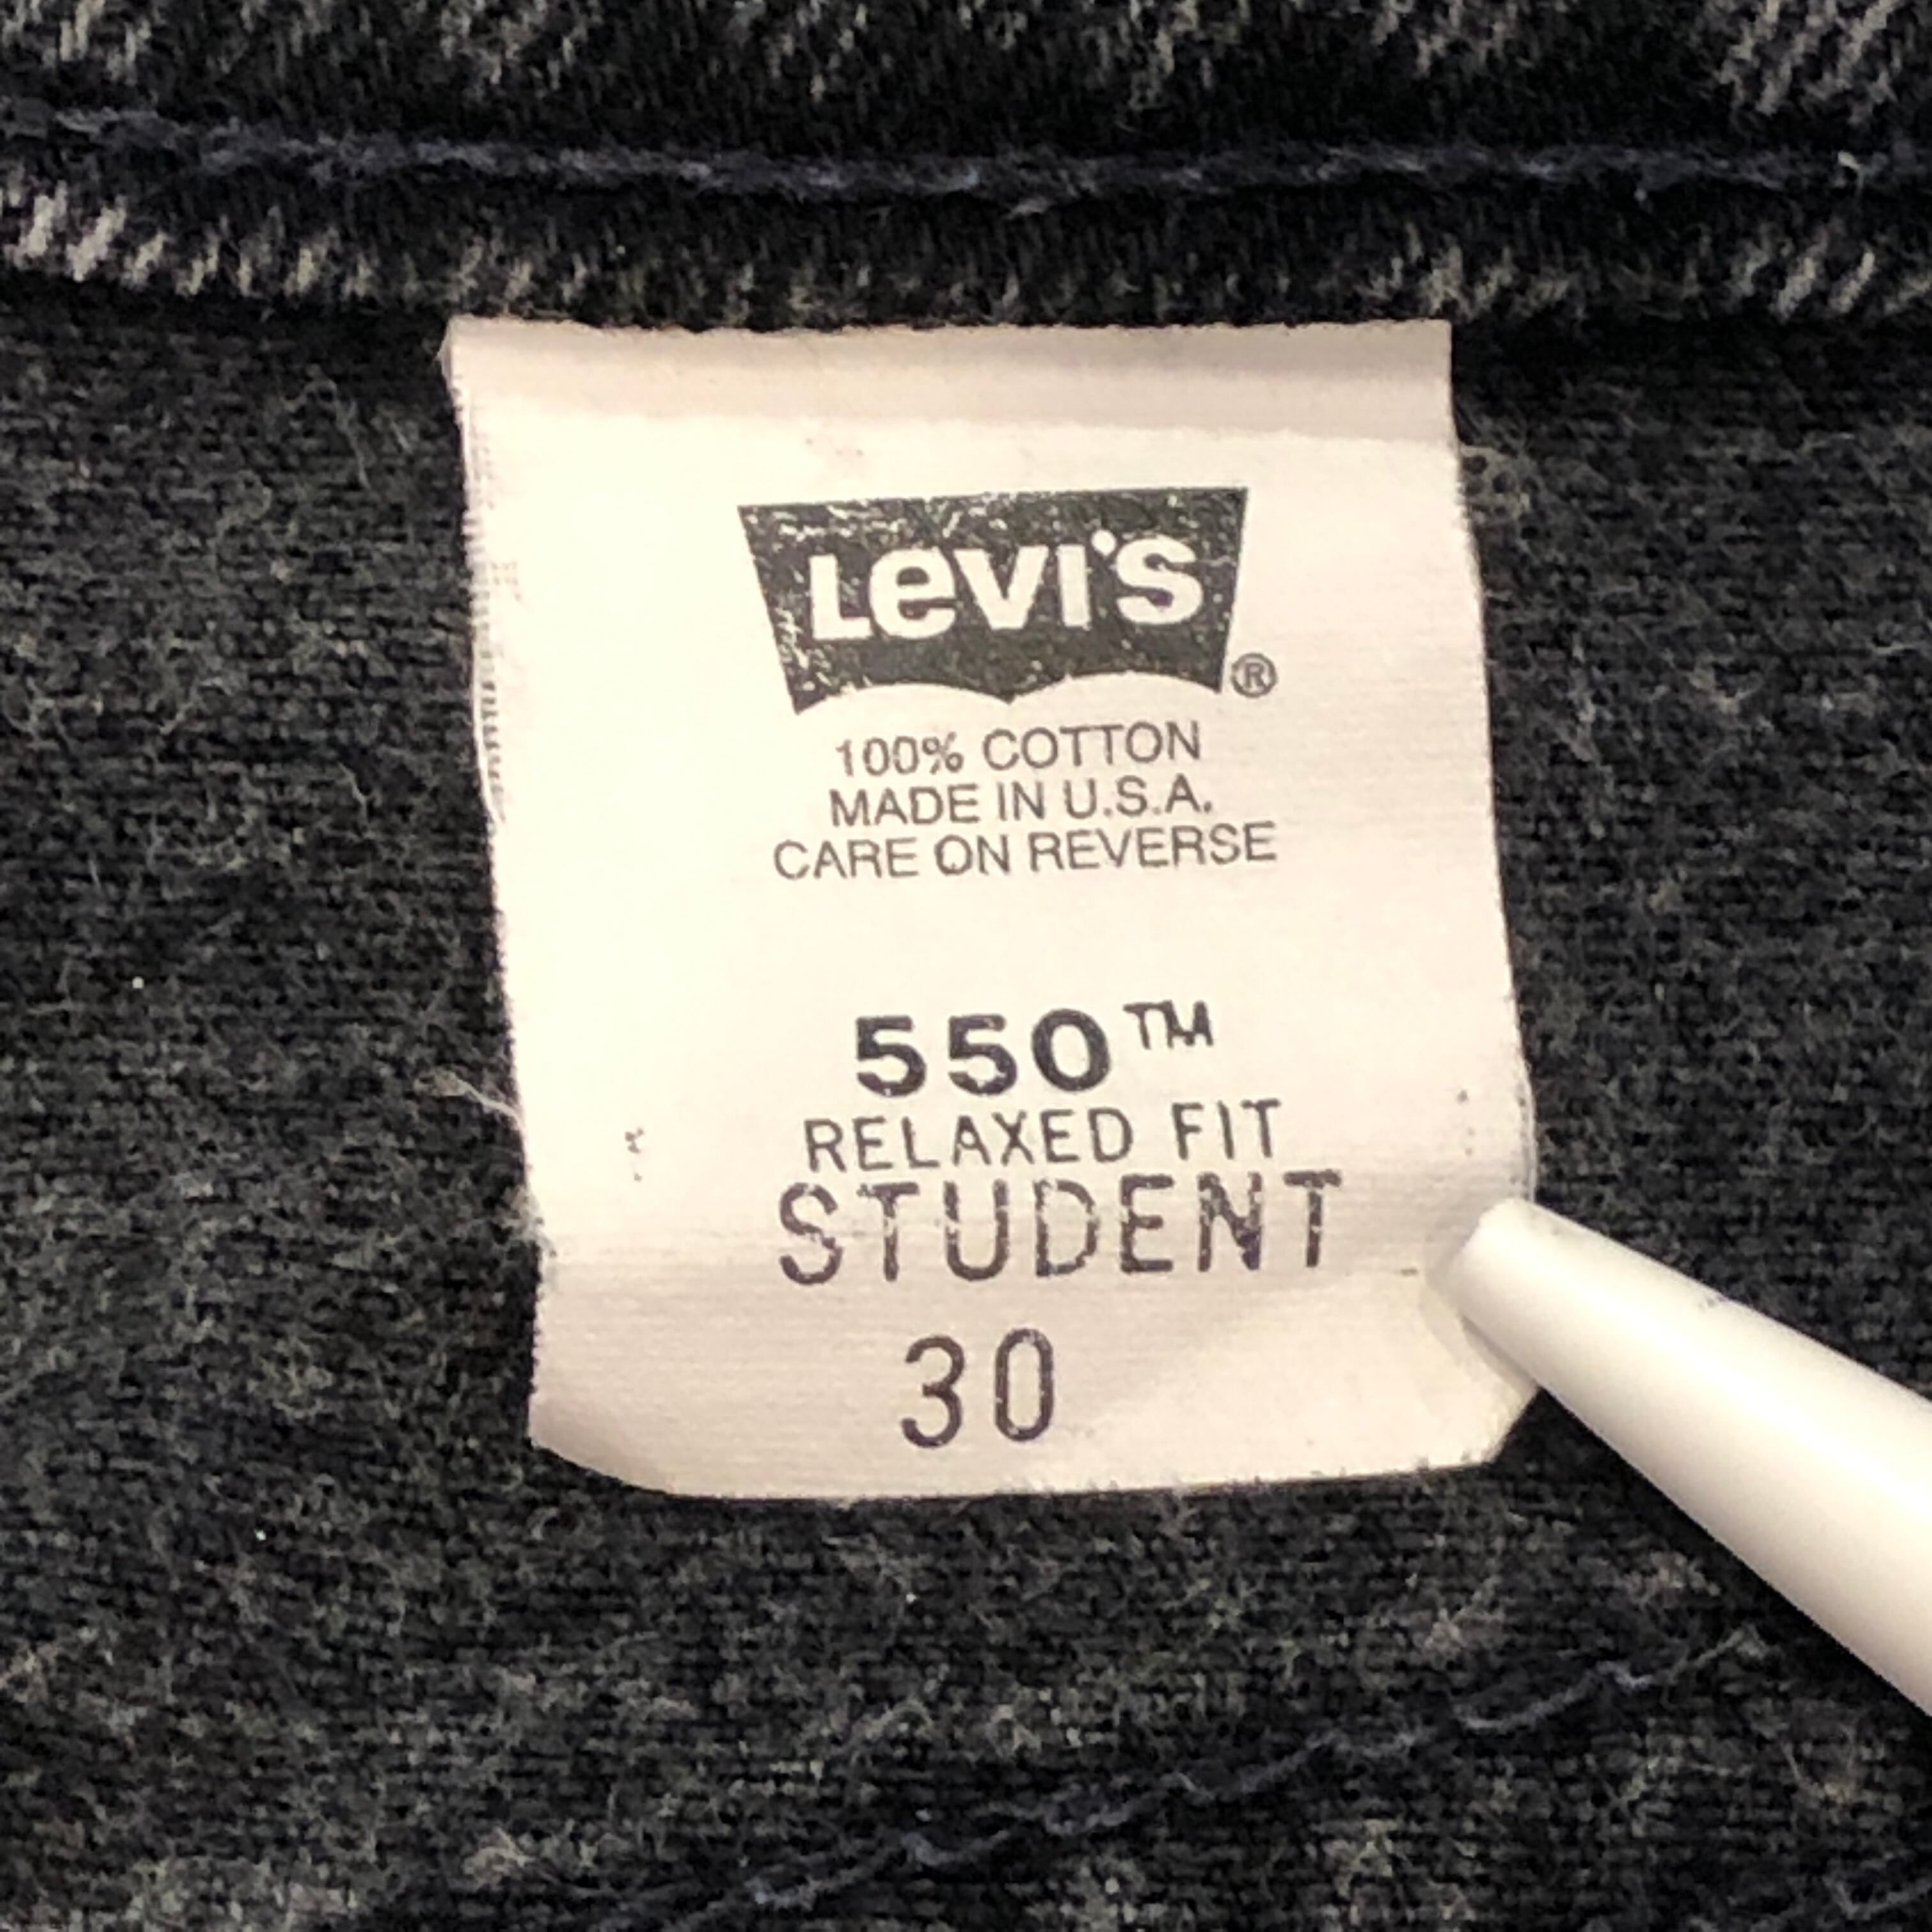 Levi's ®
100% COTTON
MADE IN U.S.A.
CARE ON REVERSE
550™
RELAXED FIT
STUDENT
30